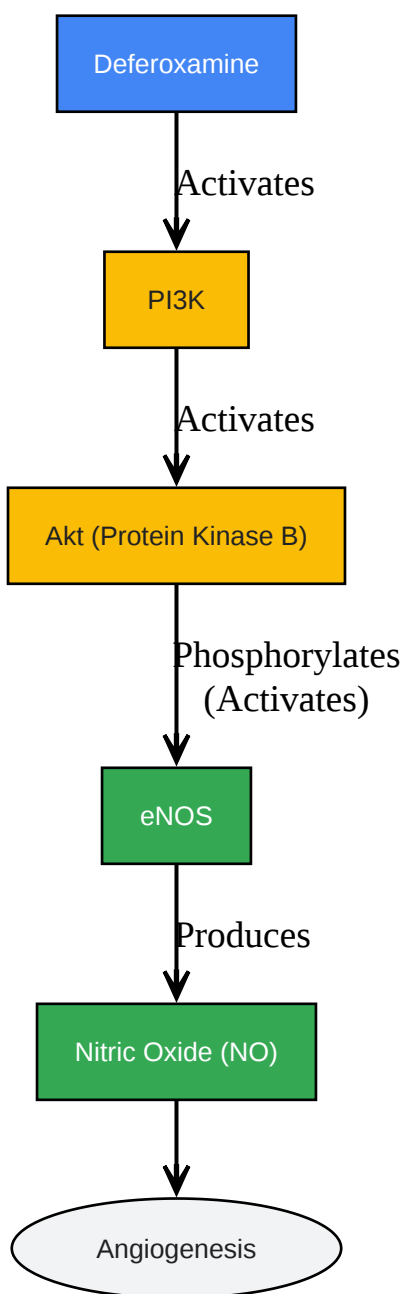 Deferoxamine
Activates
PI3K
Activates
Akt (Protein Kinase B)
Phosphorylates
(Activates)
eNOS
Produces
Nitric Oxide (NO)
Angiogenesis